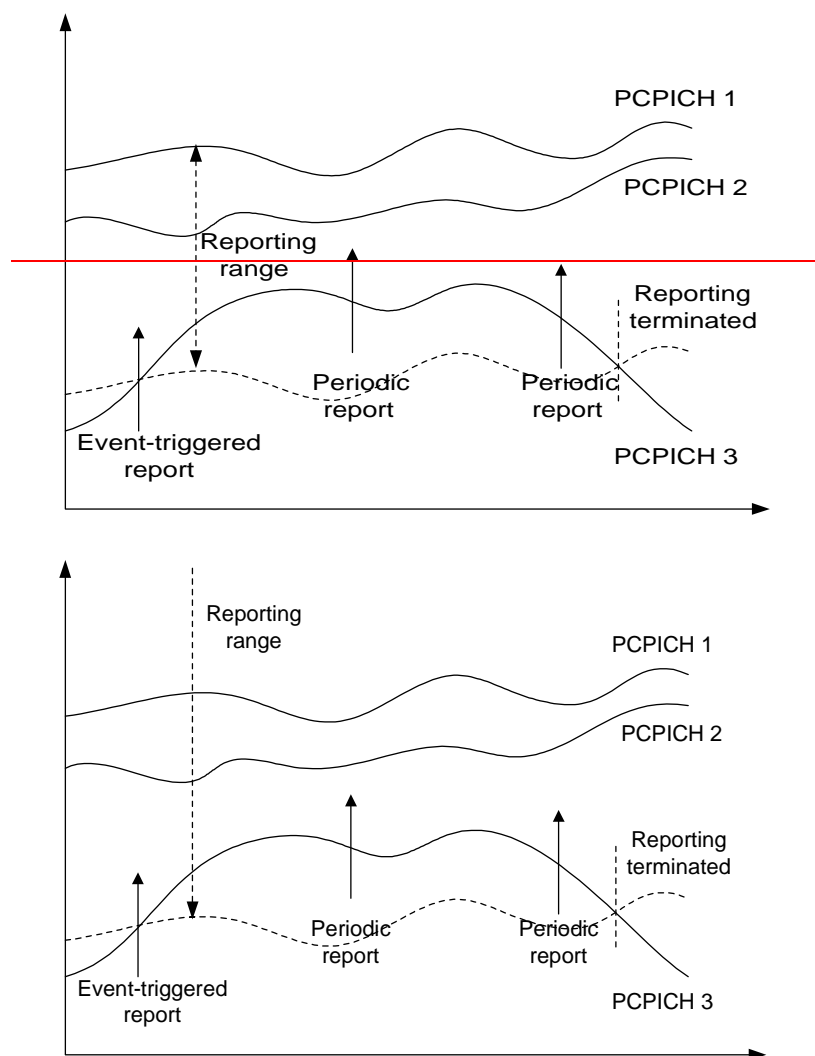 PCPICH 1
PCPICH 2
Reporting
range
Reporting
terminated
Periodic
report
Periodic
report
Event-triggered
report
PCPICH 3
Reporting
range
PCPICH 1
PCPICH 2
Reporting
terminated
Periodic
report
Periodic
report
Event-triggered
report
PCPICH 3